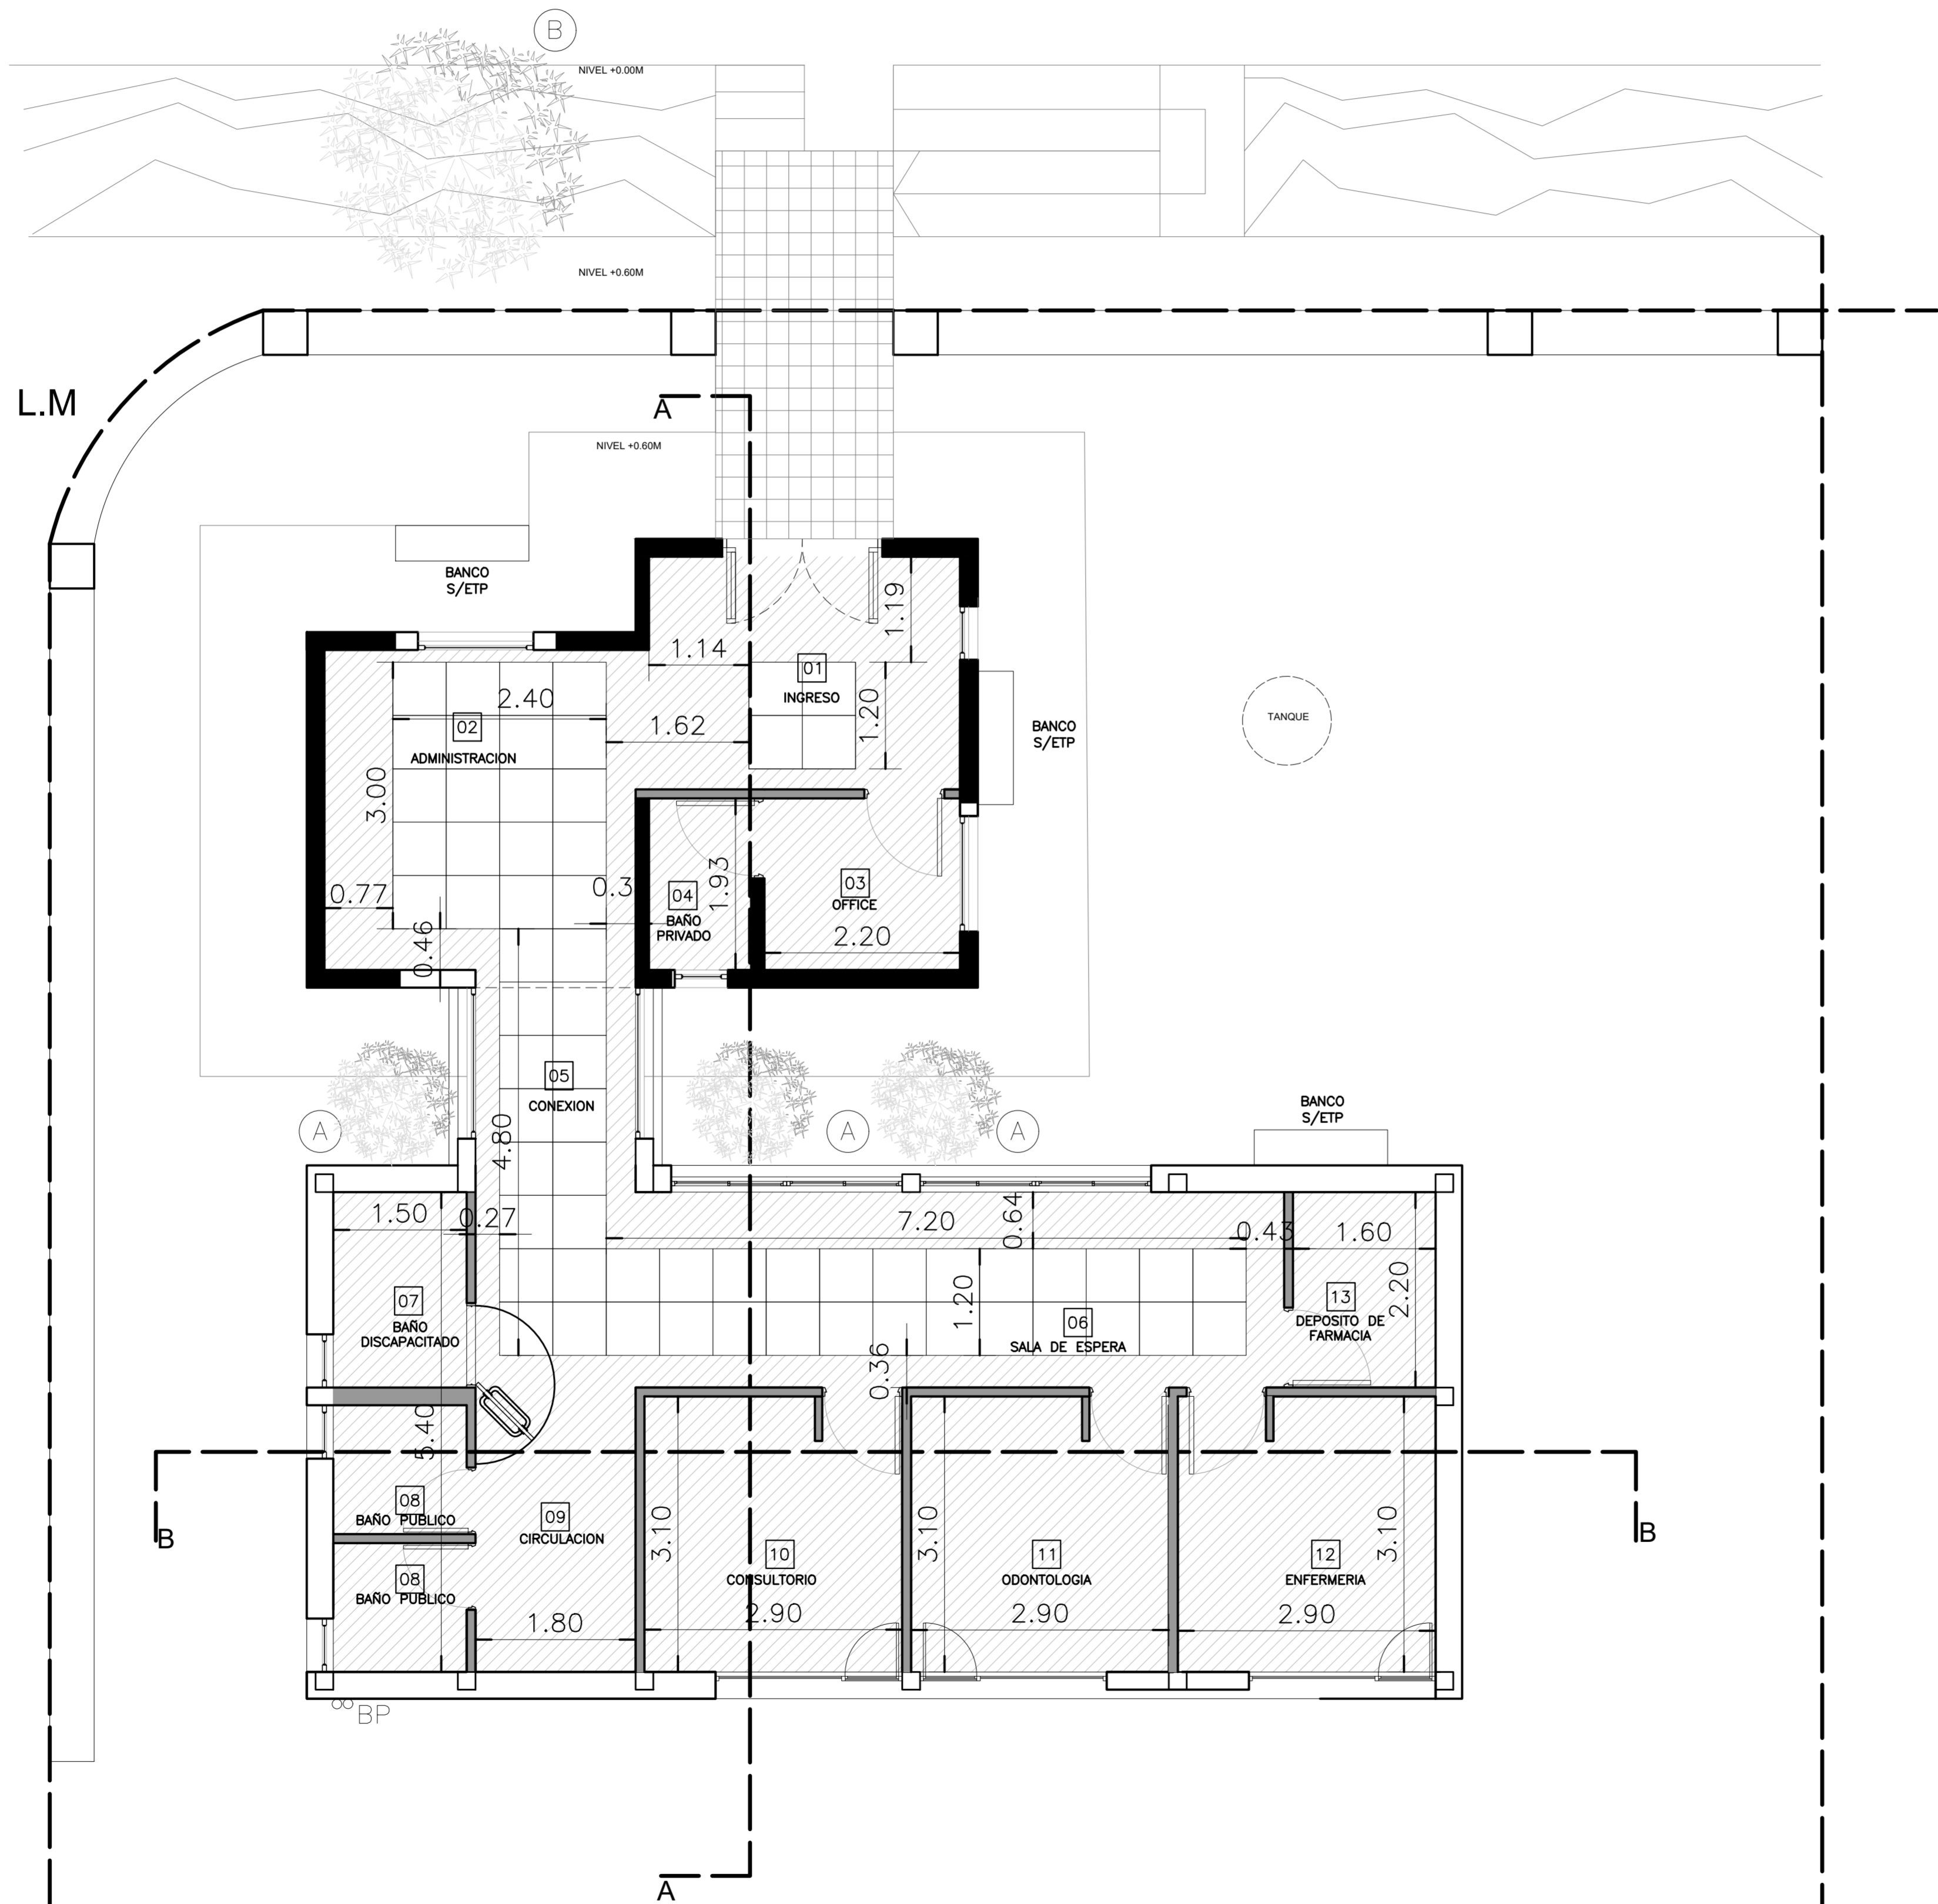 B
NIVEL +0.00M
NIVEL +0.60M
L.M
A
NIVEL +0.60M
BANCO
S/ETP
1.19
1.14
01
INGRESO
2.40
02
ADMINISTRACION
1.62
1.20
BANCO
S/ETP
TANQUE
3.00
0.77
0.3
04
BAÑO
PRIVADO
1.93
03
OFFICE
0.46
2.20
05
CONEXION
A
A
A
BANCO
S/ETP
4.80
1.50
0.27
7.20
0.64
0.43
1.60
07
BAÑO
DISCAPACITADO
1.20
06
SALA DE ESPERA
13
DEPOSITO DE
FARMACIA
2.20
0.36
5.40
08
BAÑO PUBLICO
09
CIRCULACION
B
B
3.10
3.10
3.10
08
BAÑO PUBLICO
10
CONSULTORIO
11
ODONTOLOGIA
12
ENFERMERIA
1.80
2.90
2.90
2.90
BP
A